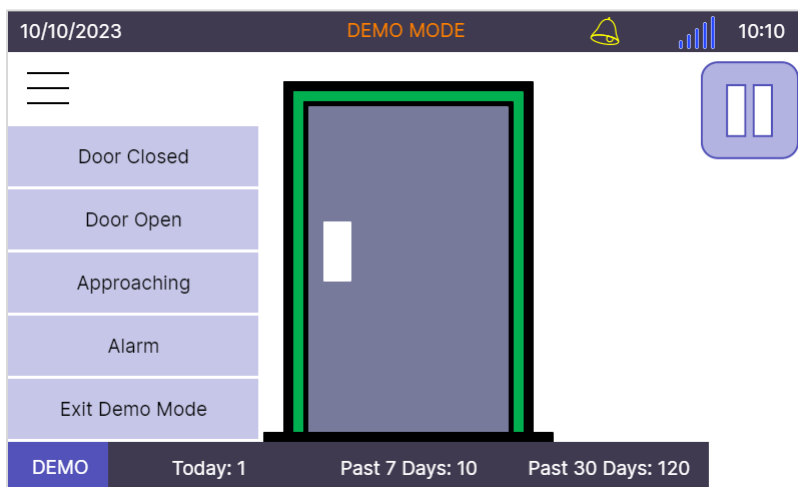 10/10/2023 DEMO MODE 10:10
Door Closed
Door Open
Approaching
Alarm
Exit Demo Mode
DEMO Today: 1 Past 7 Days: 10 Past 30 Days: 120